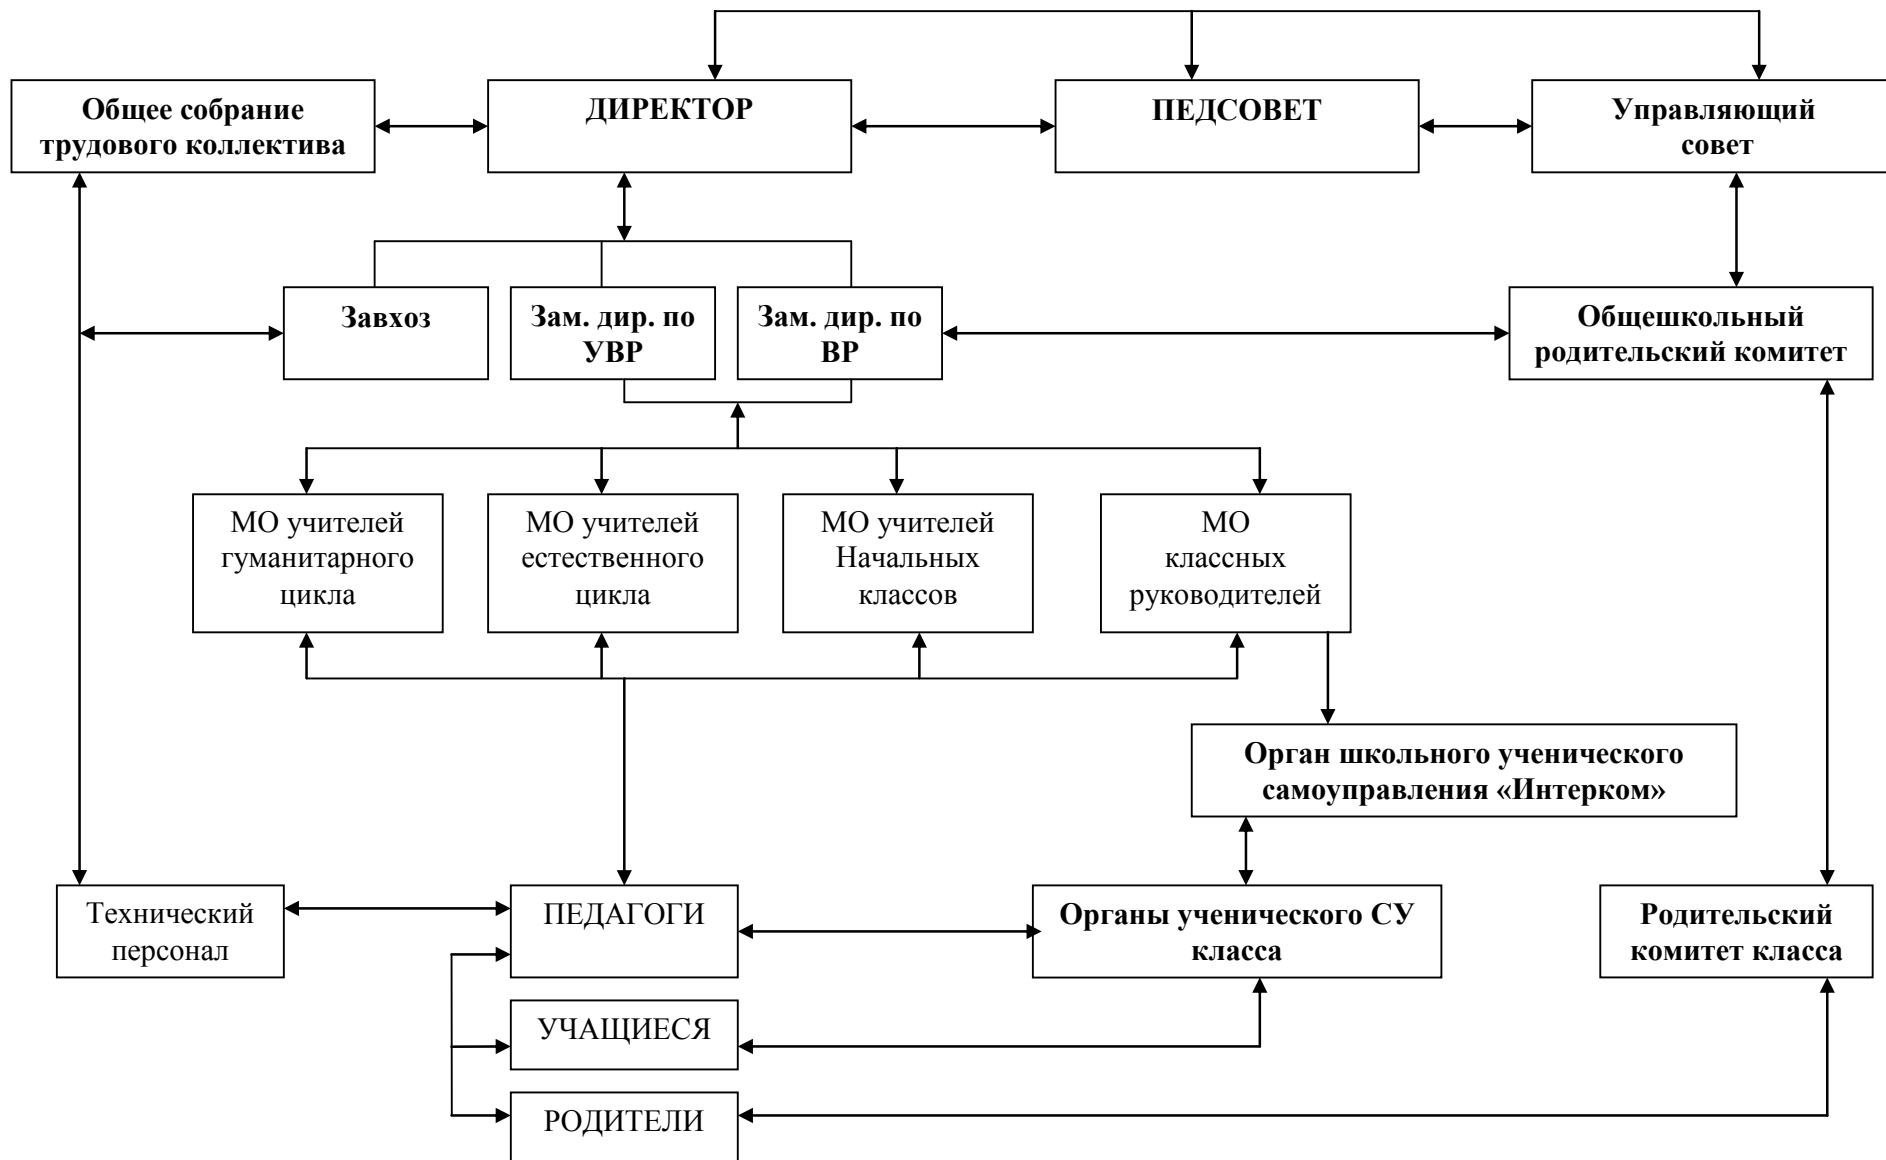 Общее собрание
трудового коллектива
ДИРЕКТОР
ПЕДСОВЕТ
Управляющий
совет
Завхоз
Зам. дир. по
УВР
Зам. дир. по
ВР
Общешкольный
родительский комитет
МО учителей
гуманитарного
цикла
МО учителей
естественного
цикла
МО учителей
Начальных
классов
МО
классных
руководителей
Орган школьного ученического
самоуправления «Интерком»
Технический
персонал
ПЕДАГОГИ
Органы ученического СУ
класса
Родительский
комитет класса
УЧАЩИЕСЯ
РОДИТЕЛИ